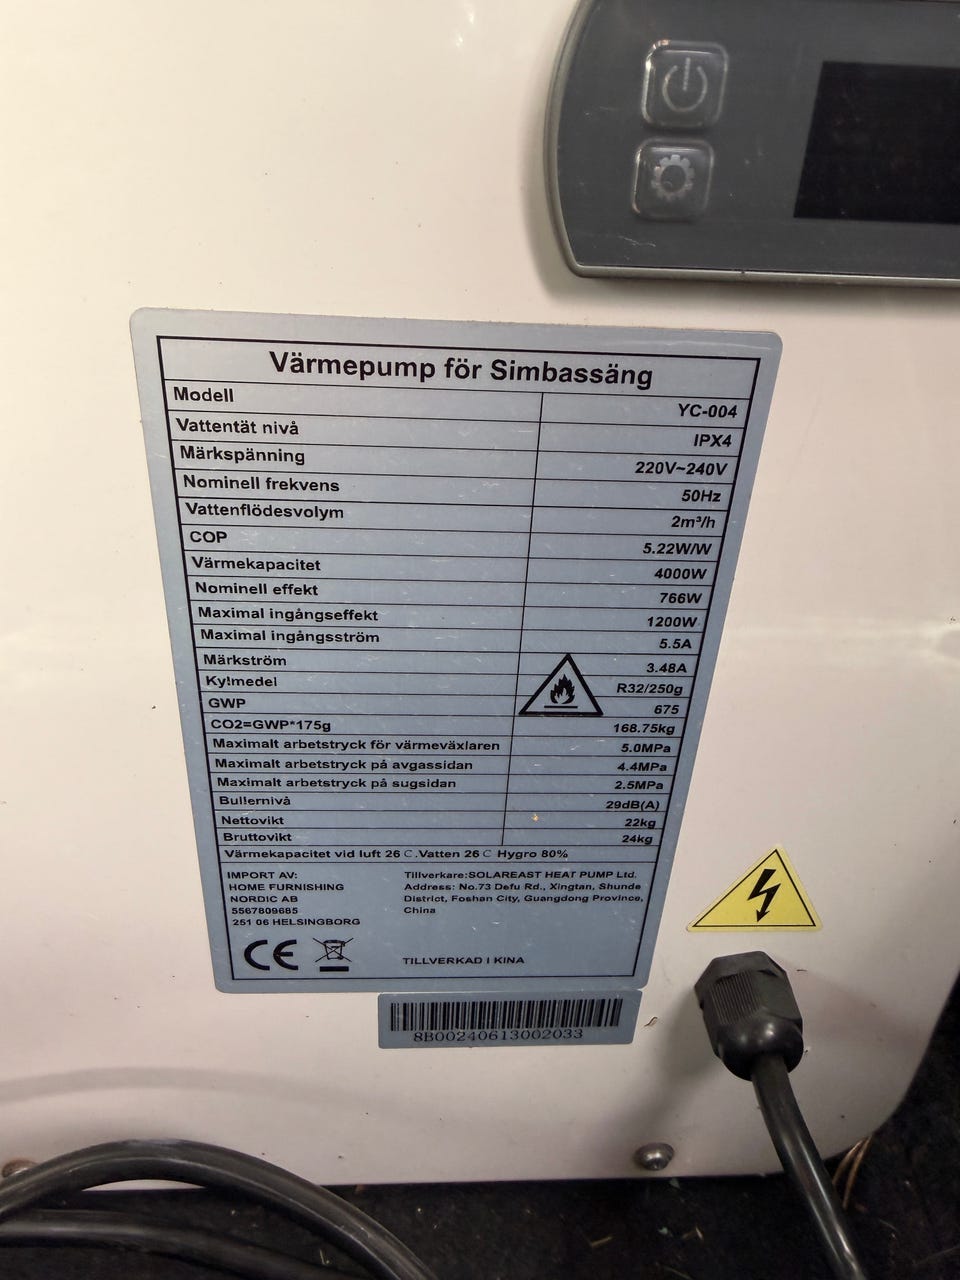 Värmepump för Simbassäng
Modell YC-004
Vattentät nivå IPX4
Märkspänning 220V~240V
Nominell frekvens 50Hz
Vattenflödesvolym 2m³/h
COP 5.22W/W
Värmekapacitet 4000W
Nominell effekt 766W
Maximal ingångseffekt 1200W
Maximal ingångsström 5.5A
Märkström 3.48A
Kylmedel R32/250g
GWP 675
CO2=GWP*175g 168.75kg
Maximalt arbetstryck för värmeväxlaren 5.0MPa
Maximalt arbetstryck på avgassidan 4.4MPa
Maximalt arbetstryck på sugsidan 2.5MPa
Bullernivå 29dB(A)
Nettovikt 22kg
Bruttovikt 24kg
Värmekapacitet vid luft 26℃.Vatten 26℃ Hygro 80%
IMPORT AV:
HOME FURNISHING
NORDIC AB
5567809685
251 06 HELSINGBORG
Tillverkare:SOLAREAST HEAT PUMP Ltd.
Address: No.73 Defu Rd., Xingtan, Shunde
District, Foshan City, Guangdong Province,
China
CE
TILLVERKAD I KINA
8B00240613002033